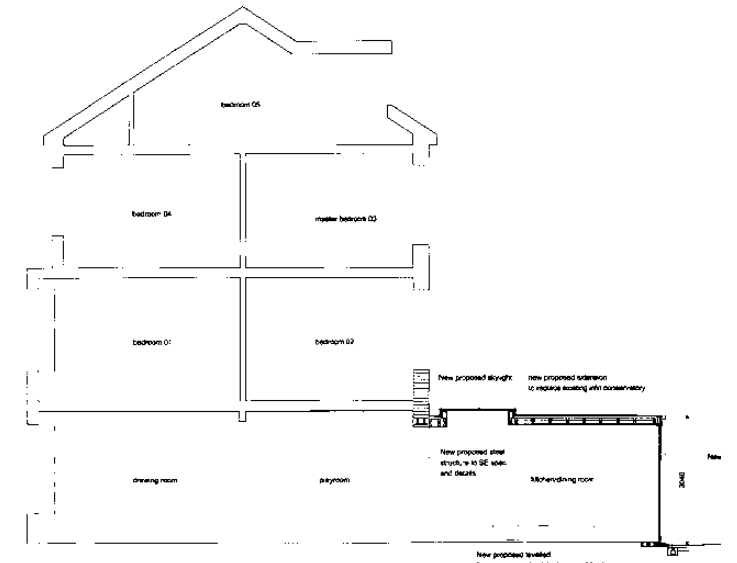 bedroom 05
bedroom 04
master bedroom 03
bedroom 01
bedroom 02
New proposed skylight
new proposed extension
to replace existing conservatory
New proposed steel
structure to SE spec
and details
drawing room
playroom
kitchen/dining room
3040
New
New proposed levelled